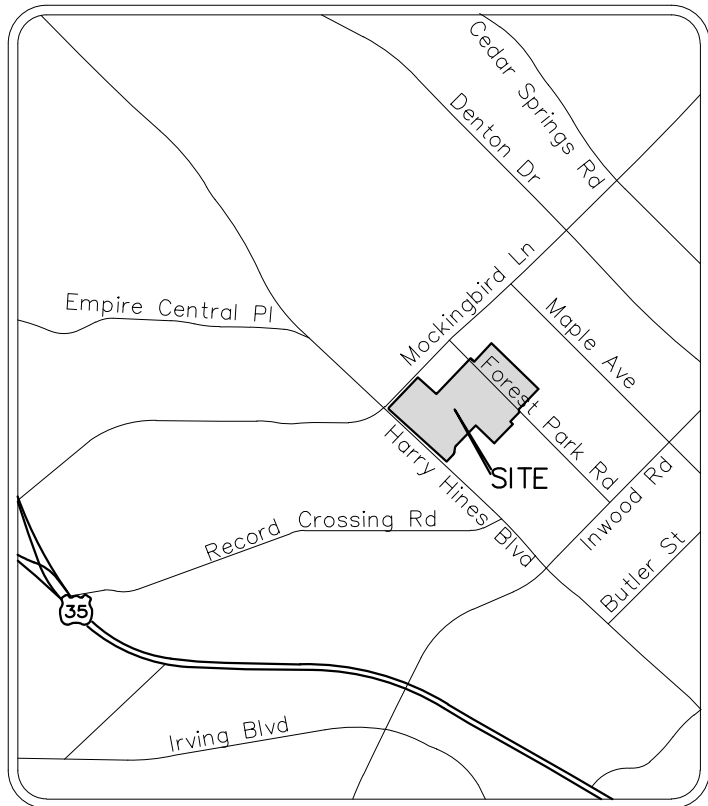 Cedar Springs Rd
Denton Dr
Mockingbird Ln
Empire Central Pl
Maple Ave
Forest Park Rd
Harry Hines Blvd
SITE
Inwood Rd
Record Crossing Rd
Butler St
35
Irving Blvd